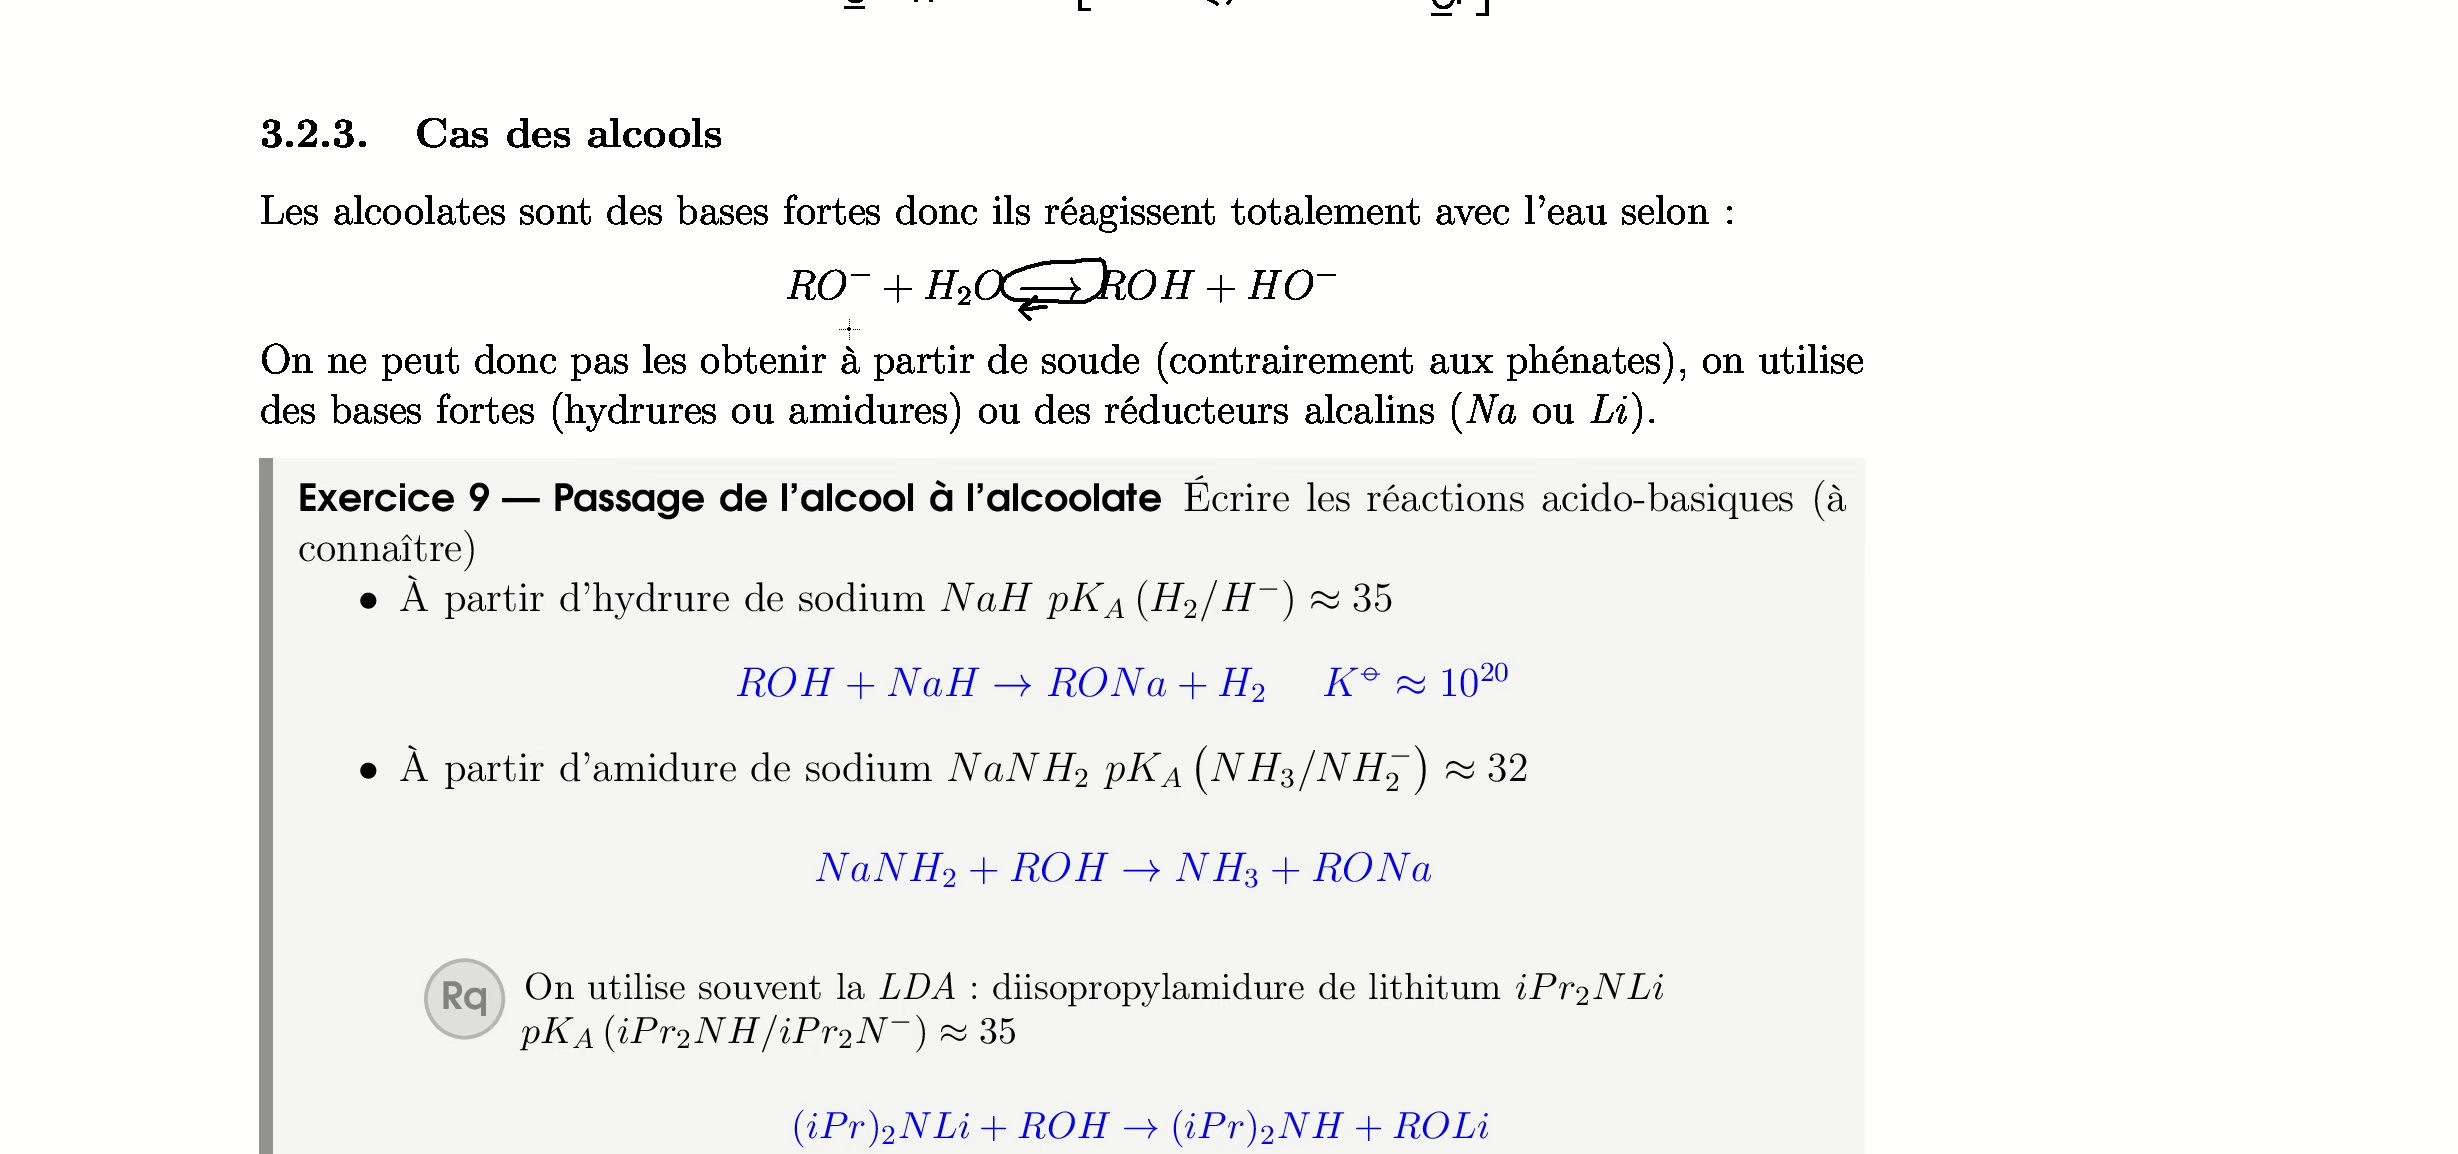 3.2.3. Cas des alcools
Les alcoolates sont des bases fortes donc ils réagissent totalement avec l'eau selon :
RO⁻ + H₂O ⟶ ROH + HO⁻
On ne peut donc pas les obtenir à partir de soude (contrairement aux phénates), on utilise
des bases fortes (hydrures ou amidures) ou des réducteurs alcalins (Na ou Li).
Exercice 9 — Passage de l'alcool à l'alcoolate Écrire les réactions acido-basiques (à
connaître)
• À partir d'hydrure de sodium NaH pK_A (H₂/H⁻) ≈ 35
ROH + NaH → RONa + H₂ K^⦵ ≈ 10²⁰
• À partir d'amidure de sodium NaNH₂ pK_A (NH₃/NH₂⁻) ≈ 32
NaNH₂ + ROH → NH₃ + RONa
Rq On utilise souvent la LDA : diisopropylamidure de lithitum iPr₂NLi
pK_A (iPr₂NH/iPr₂N⁻) ≈ 35
(iPr)₂NLi + ROH → (iPr)₂NH + ROLi